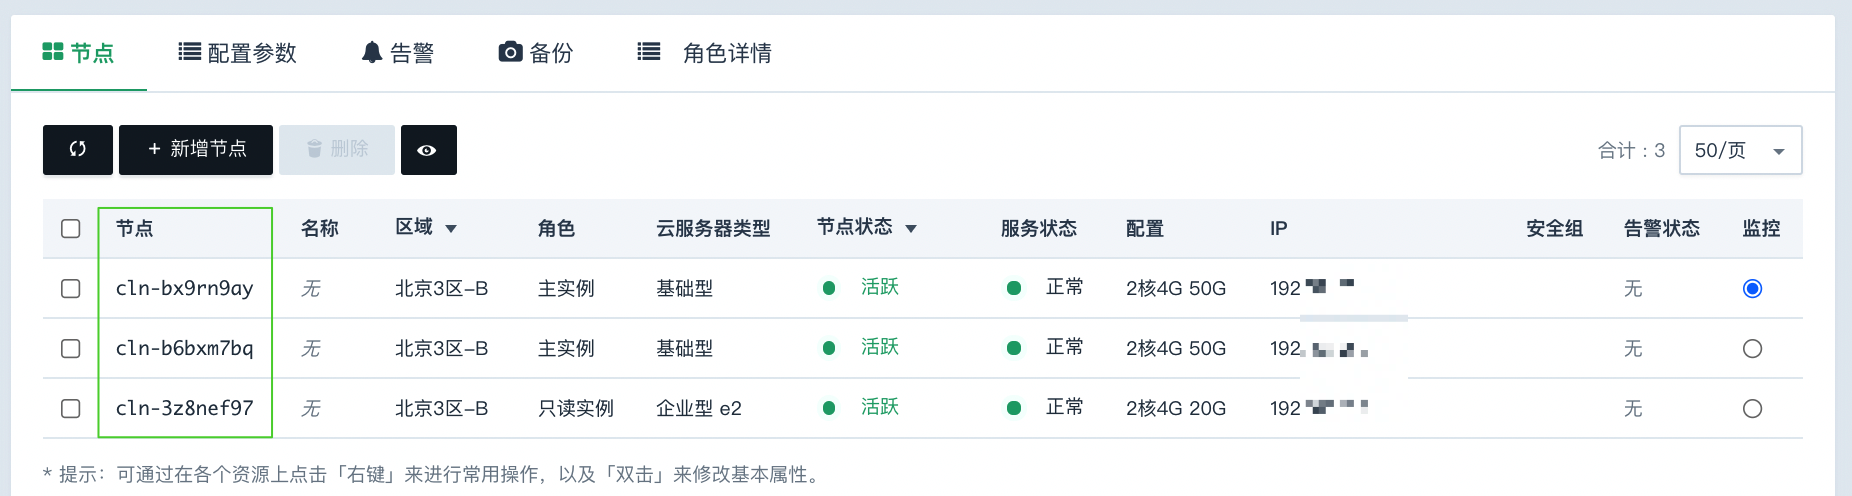 节点 配置参数 告警 备份 角色详情
+ 新增节点 删除 合计：3 50/页
节点 名称 区域 角色 云服务器类型 节点状态 服务状态 配置 IP 安全组 告警状态 监控
cln-bx9rn9ay 无 北京3区-B 主实例 基础型 活跃 正常 2核4G 50G 192 无
cln-b6bxm7bq 无 北京3区-B 主实例 基础型 活跃 正常 2核4G 50G 192 无
cln-3z8nef97 无 北京3区-B 只读实例 企业型 e2 活跃 正常 2核4G 20G 192 无
* 提示：可通过在各个资源上点击「右键」来进行常用操作，以及「双击」来修改基本属性。